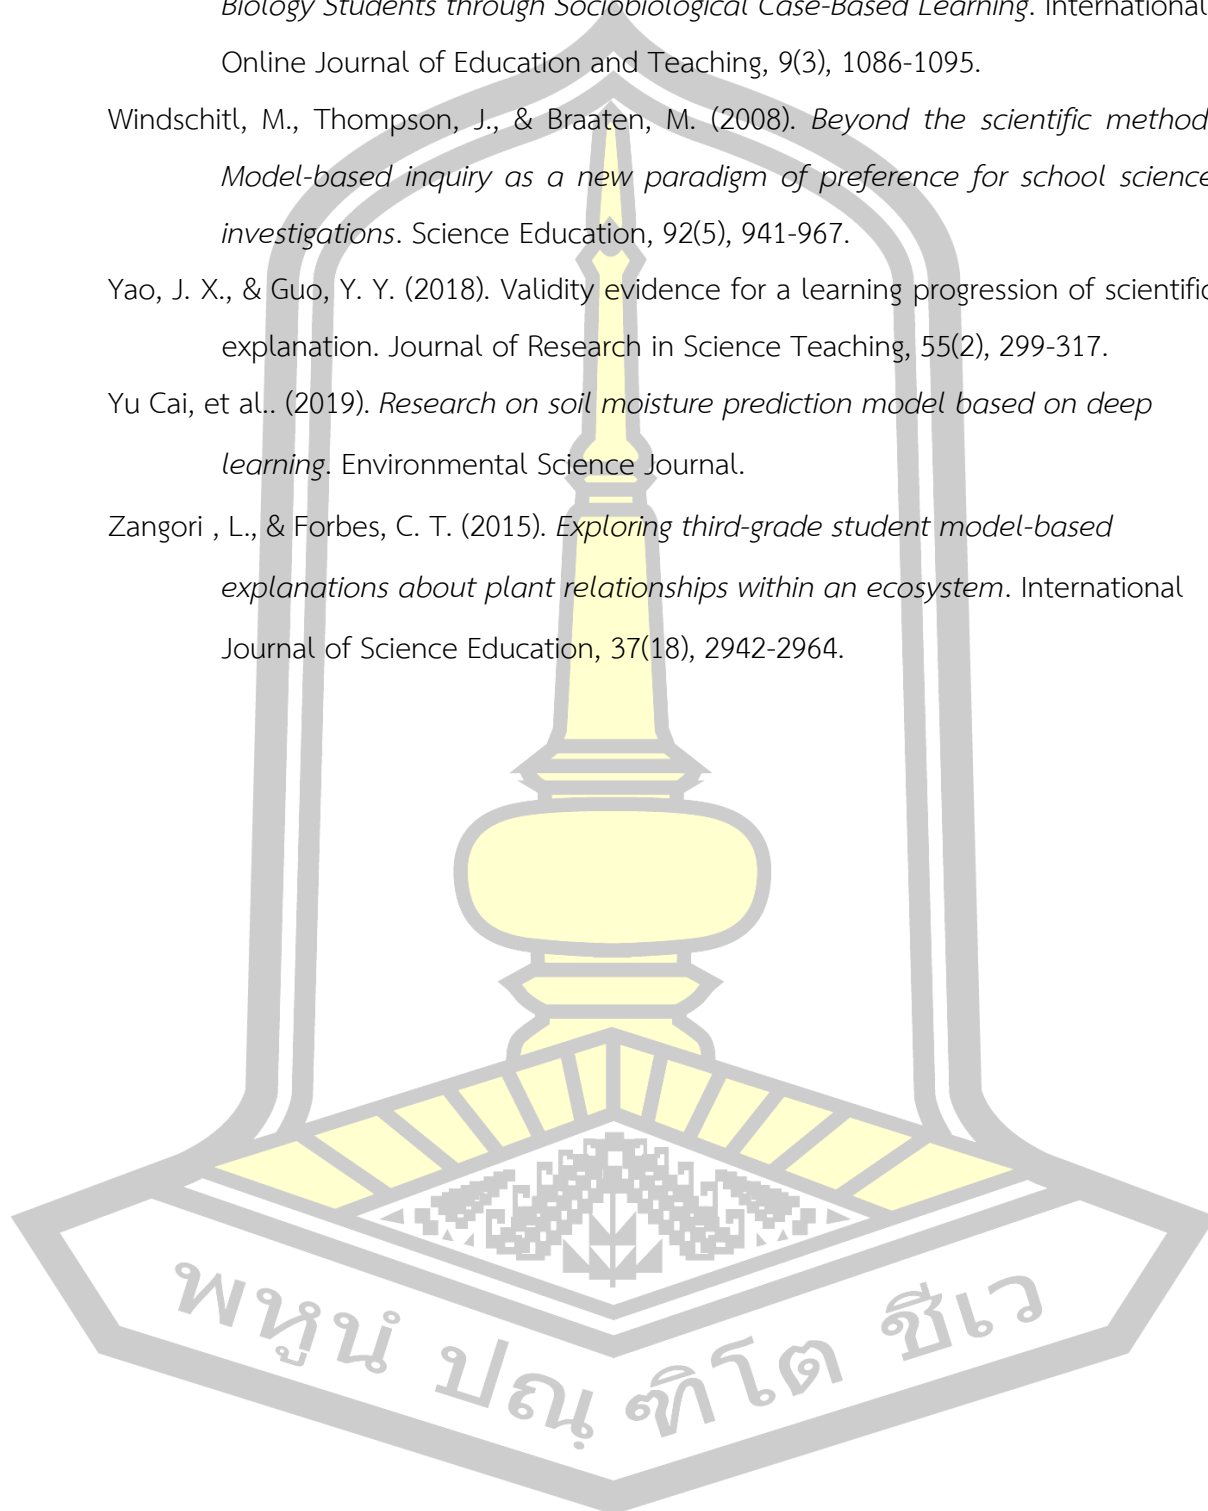 Biology Students through Sociobiological Case-Based Learning. International
Online Journal of Education and Teaching, 9(3), 1086-1095.
Windschitl, M., Thompson, J., & Braaten, M. (2008). Beyond the scientific method
Model-based inquiry as a new paradigm of preference for school science
investigations. Science Education, 92(5), 941-967.
Yao, J. X., & Guo, Y. Y. (2018). Validity evidence for a learning progression of scientific
explanation. Journal of Research in Science Teaching, 55(2), 299-317.
Yu Cai, et al.. (2019). Research on soil moisture prediction model based on deep
learning. Environmental Science Journal.
Zangori , L., & Forbes, C. T. (2015). Exploring third-grade student model-based
explanations about plant relationships within an ecosystem. International
Journal of Science Education, 37(18), 2942-2964.
พหูนํ ปณฺฑิโต ชีเว